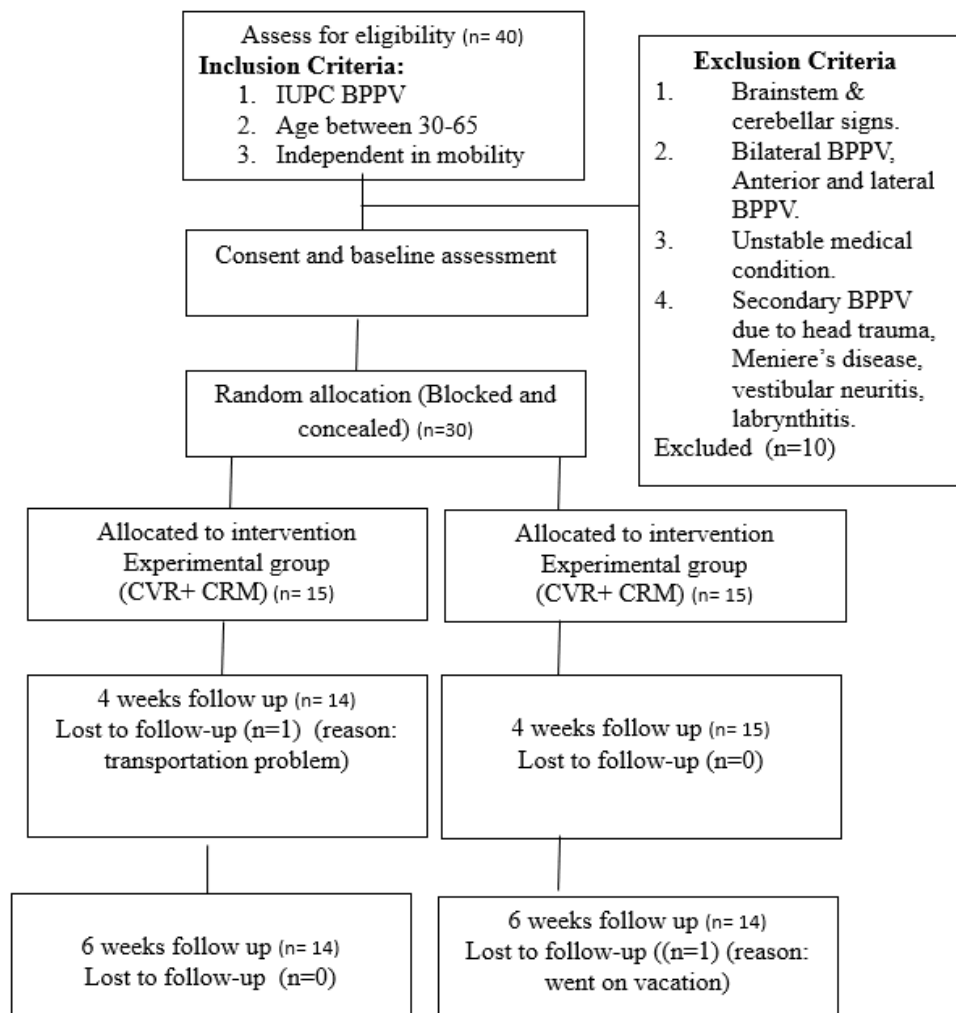 Assess for eligibility (n= 40)
Inclusion Criteria:
1. IUPC BPPV
2. Age between 30-65
3. Independent in mobility
Exclusion Criteria
1. Brainstem &
cerebellar signs.
2. Bilateral BPPV,
Anterior and lateral
BPPV.
3. Unstable medical
condition.
4. Secondary BPPV
due to head trauma,
Meniere’s disease,
vestibular neuritis,
labrynthitis.
Excluded (n=10)
Consent and baseline assessment
Random allocation (Blocked and
concealed) (n=30)
Allocated to intervention
Experimental group
(CVR+ CRM) (n= 15)
Allocated to intervention
Experimental group
(CVR+ CRM) (n= 15)
4 weeks follow up (n= 14)
Lost to follow-up (n=1) (reason:
transportation problem)
4 weeks follow up (n= 15)
Lost to follow-up (n=0)
6 weeks follow up (n= 14)
Lost to follow-up (n=0)
6 weeks follow up (n= 14)
Lost to follow-up ((n=1) (reason:
went on vacation)